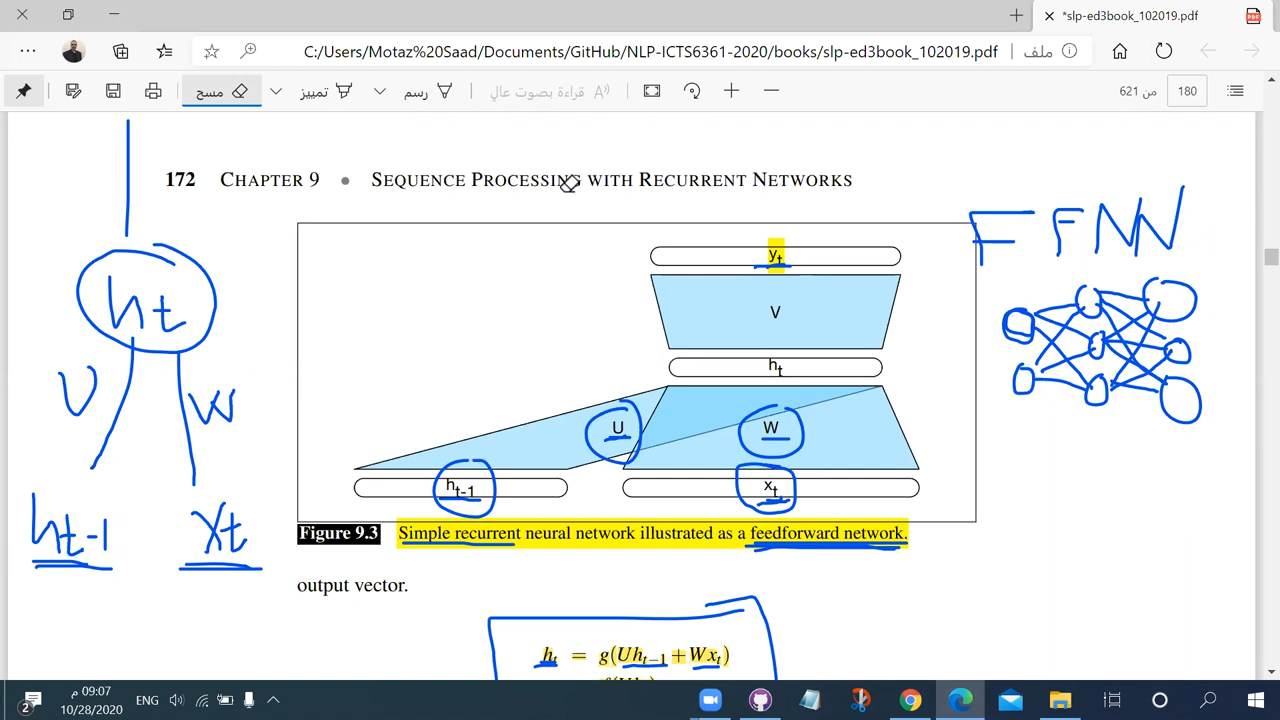 *slp-ed3book_102019.pdf
C:/Users/Motaz%20Saad/Documents/GitHub/NLP-ICTS6361-2020/books/slp-ed3book_102019.pdf
ملف
مسح
تمييز
رسم
قراءة بصوت عالٍ
من 621
180
172 CHAPTER 9 • SEQUENCE PROCESSING WITH RECURRENT NETWORKS
F FNN
yt
V
ht
ht
U
W
U
W
ht-1
xt
ht-1
Xt
Figure 9.3 Simple recurrent neural network illustrated as a feedforward network.
output vector.
ht = g(Uht−1 + Wxt)
2
09:07 م
10/28/2020
ENG